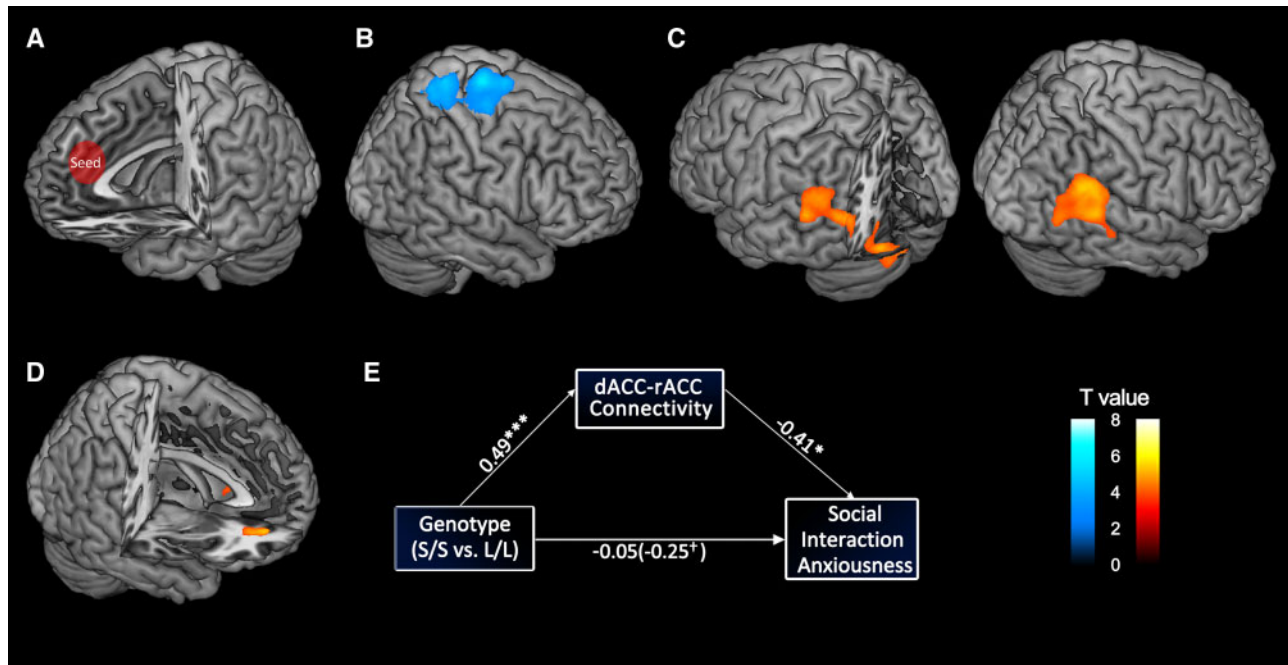 A
B
C
Seed
D
E
dACC-rACC
Connectivity
0.49***
-0.41*
Genotype
(S/S vs. L/L)
-0.05(-0.25†)
Social
Interaction
Anxiousness
T value
8
6
4
2
0